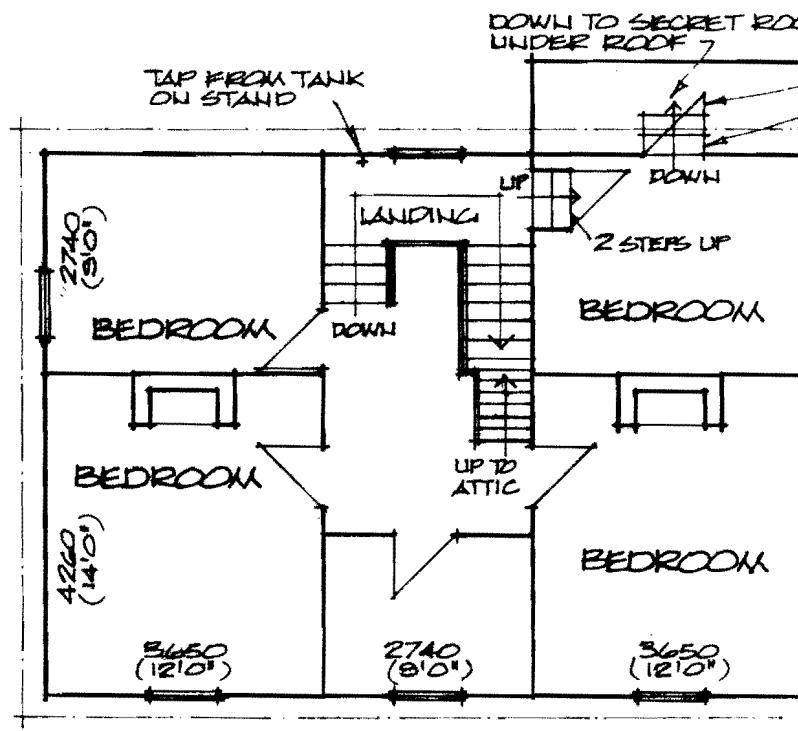 DOWN TO SECRET ROO
UNDER ROOF
TAP FROM TANK
ON STAND
UP
DOWN
LANDING
2 STEPS UP
2740
(9'0")
BEDROOM
DOWN
BEDROOM
BEDROOM
UP TO
ATTIC
4260
(14'0")
BEDROOM
3650
(12'0")
2740
(9'0")
3650
(12'0")